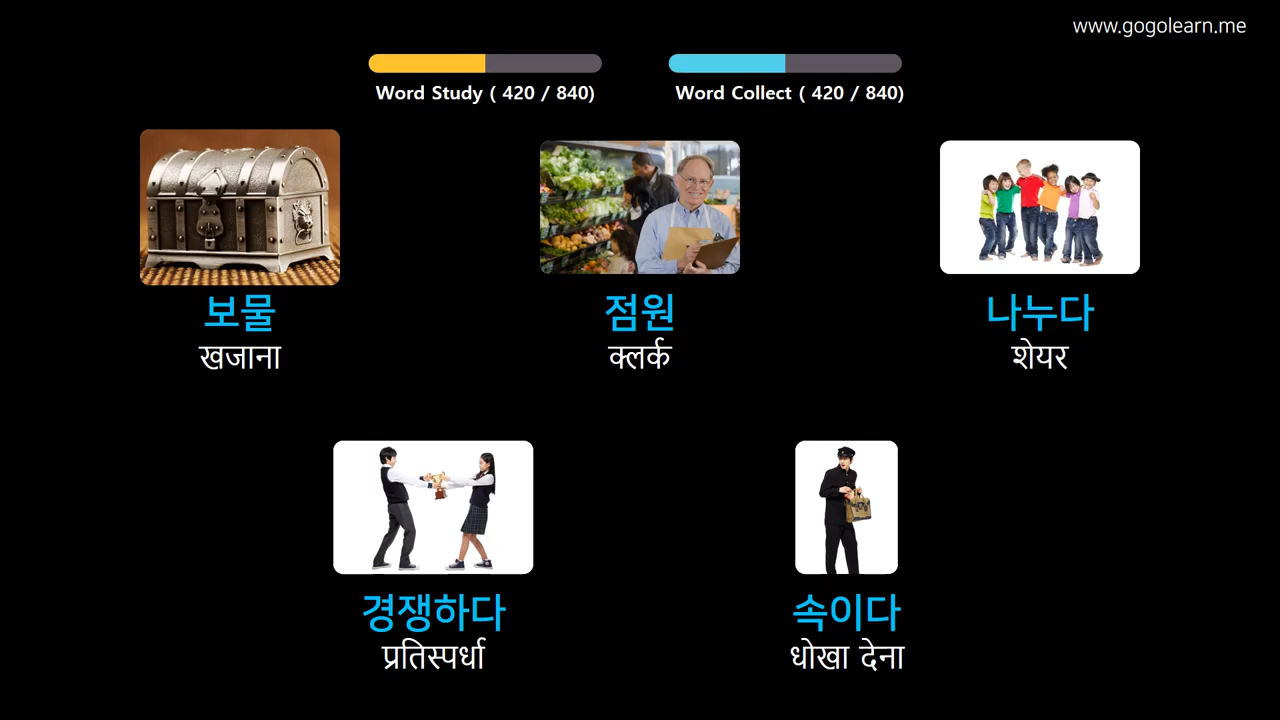 www.gogolearn.me
Word Study ( 420 / 840)
Word Collect ( 420 / 840)
보물
खजाना
점원
क्लर्क
나누다
शेयर
경쟁하다
प्रतिस्पर्धा
속이다
धोखा देना